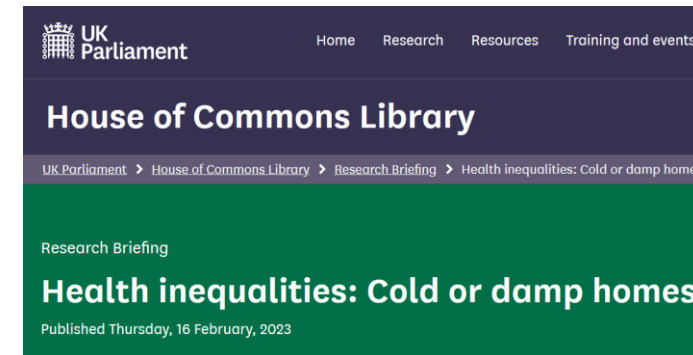 UK
Parliament
Home Research Resources Training and events
House of Commons Library
UK Parliament > House of Commons Library > Research Briefing > Health inequalities: Cold or damp home
Research Briefing
Health inequalities: Cold or damp homes
Published Thursday, 16 February, 2023